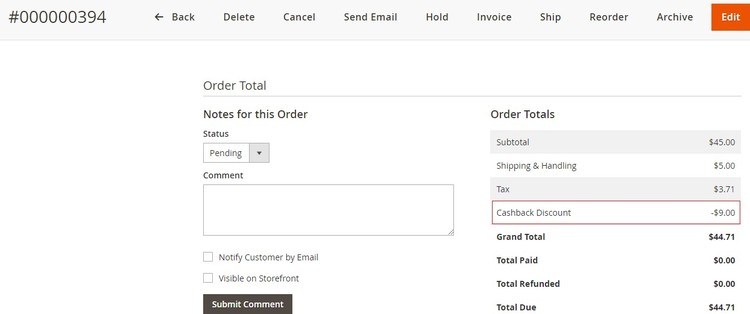 #000000394
← Back Delete Cancel Send Email Hold Invoice Ship Reorder Archive Edit
Order Total
Notes for this Order
Status
Pending
Comment
Notify Customer by Email
Visible on Storefront
Submit Comment
Order Totals
Subtotal $45.00
Shipping & Handling $5.00
Tax $3.71
Cashback Discount -$9.00
Grand Total $44.71
Total Paid $0.00
Total Refunded $0.00
Total Due $44.71